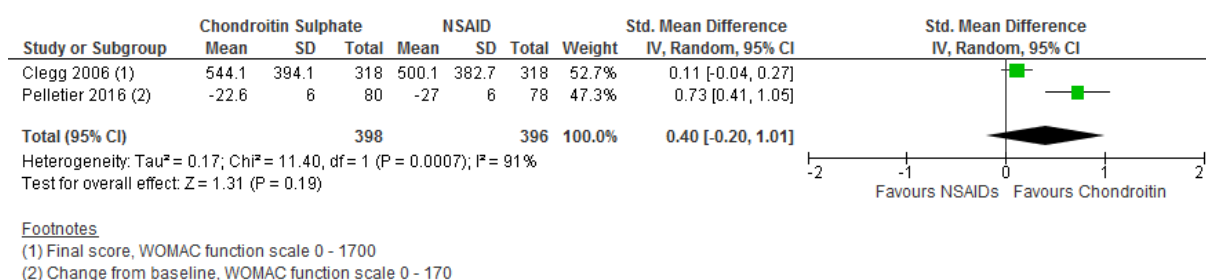 Chondroitin Sulphate NSAID Std. Mean Difference Std. Mean Difference
Study or Subgroup Mean SD Total Mean SD Total Weight IV, Random, 95% CI IV, Random, 95% CI
Clegg 2006 (1) 544.1 394.1 318 500.1 382.7 318 52.7% 0.11 [-0.04, 0.27]
Pelletier 2016 (2) -22.6 6 80 -27 6 78 47.3% 0.73 [0.41, 1.05]
Total (95% CI) 398 396 100.0% 0.40 [-0.20, 1.01]
Heterogeneity: Tau² = 0.17; Chi² = 11.40, df = 1 (P = 0.0007); I² = 91%
Test for overall effect: Z = 1.31 (P = 0.19)
-2 -1 0 1 2
Favours NSAIDs Favours Chondroitin
Footnotes
(1) Final score, WOMAC function scale 0 - 1700
(2) Change from baseline, WOMAC function scale 0 - 170